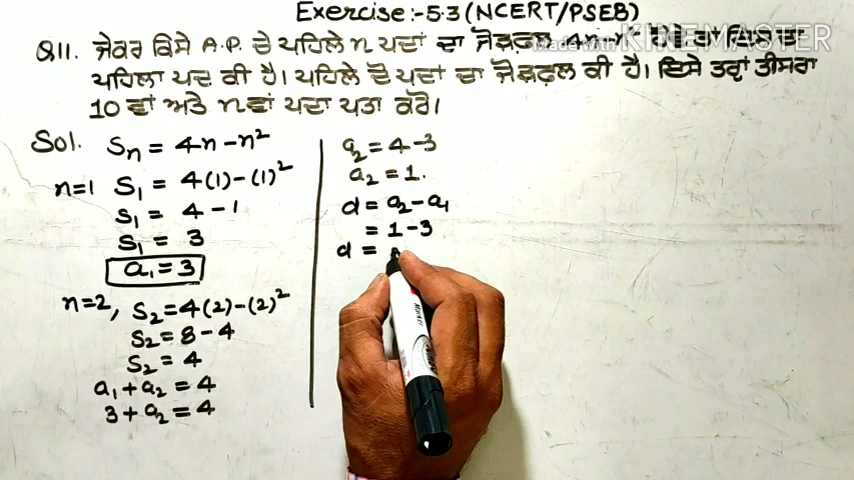 Exercise:-5.3 (NCERT/PSEB)
Q11. ਜੇਕਰ ਕਿਸੇ A.P. ਦੇ ਪਹਿਲੇ n ਪਦਾਂ ਦਾ ਜੋੜਫਲ 4n-n²
ਪਹਿਲਾ ਪਦ ਕੀ ਹੈ। ਪਹਿਲੇ ਦੋ ਪਦਾਂ ਦਾ ਜੋੜਫਲ ਕੀ ਹੈ। ਇਸੇ ਤਰ੍ਹਾਂ ਤੀਸਰਾ
10 ਵਾਂ ਅਤੇ n ਵਾਂ ਪਦਾ ਪਤਾ ਕਰੋ।
Made with KINEMASTER
Sol. Sn = 4n-n²
n=1 S₁ = 4(1)-(1)²
S₁ = 4-1
S₁ = 3
a₁=3
n=2, S₂=4(2)-(2)²
S₂=8-4
S₂ = 4
a₁+a₂ = 4
3+a₂ = 4
a₂ = 4-3
a₂ = 1.
d = a₂-a₁
= 1-3
d =